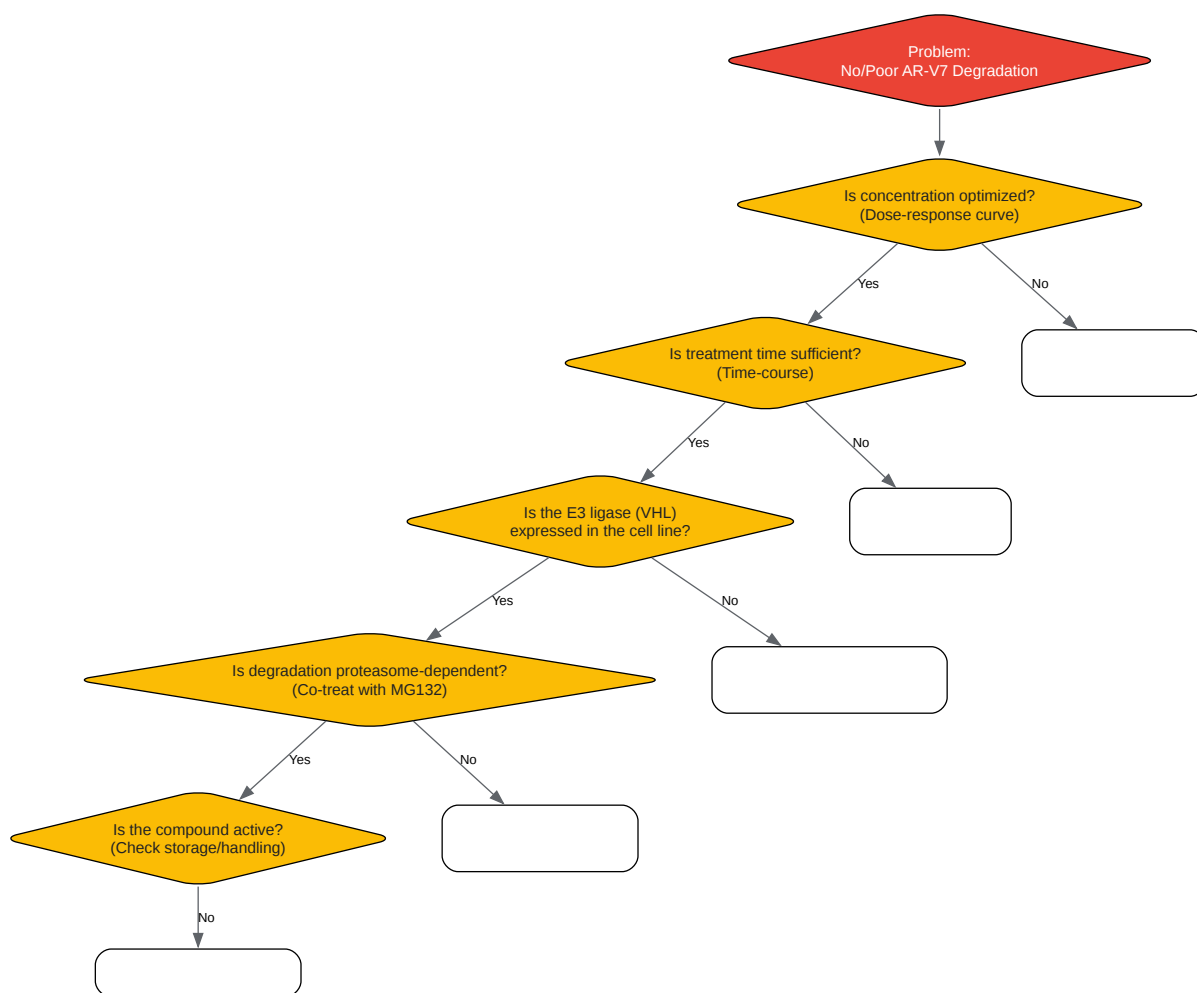 Problem:
No/Poor AR-V7 Degradation
Is concentration optimized?
(Dose-response curve)
Yes
No
Is treatment time sufficient?
(Time-course)
Yes
No
Is the E3 ligase (VHL)
expressed in the cell line?
Yes
No
Is degradation proteasome-dependent?
(Co-treat with MG132)
Yes
No
Is the compound active?
(Check storage/handling)
No